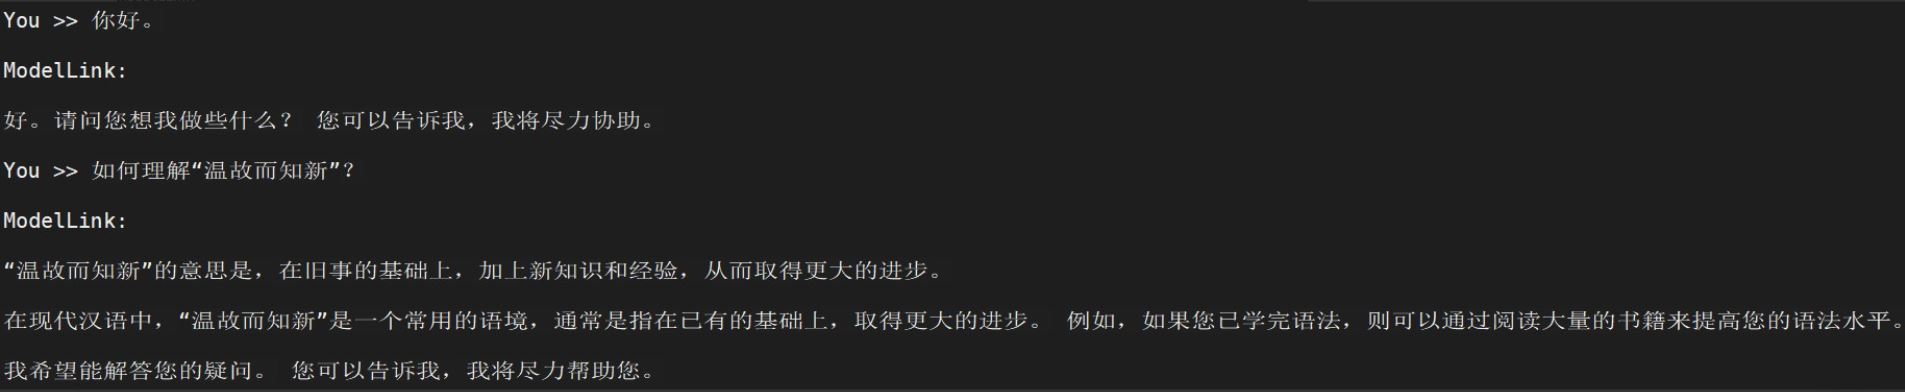 You >> 你好。
ModelLink:
好。请问您想我做些什么？ 您可以告诉我，我将尽力协助。
You >> 如何理解“温故而知新”？
ModelLink:
“温故而知新”的意思是，在旧事的基础上，加上新知识和经验，从而取得更大的进步。
在现代汉语中，“温故而知新”是一个常用的语境，通常是指在已有的基础上，取得更大的进步。 例如，如果您已学完语法，则可以通过阅读大量的书籍来提高您的语法水平。
我希望能解答您的疑问。 您可以告诉我，我将尽力帮助您。